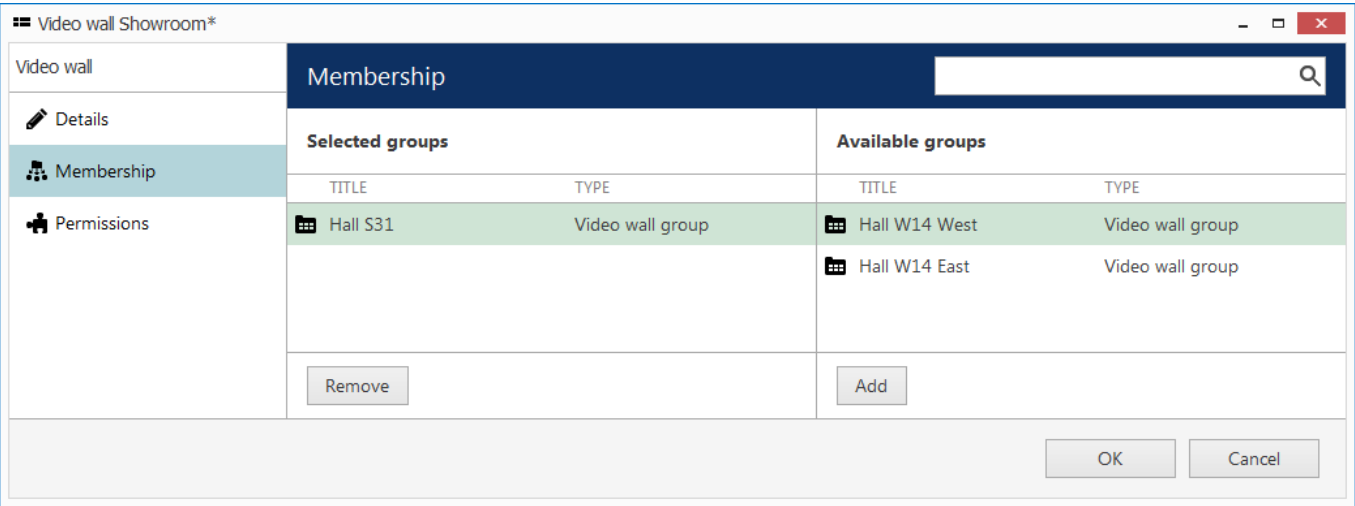 Video wall Showroom*
Video wall
Details
Membership
Permissions
Membership
Selected groups
TITLE TYPE
Hall S31 Video wall group
Remove
Available groups
TITLE TYPE
Hall W14 West Video wall group
Hall W14 East Video wall group
Add
OK Cancel